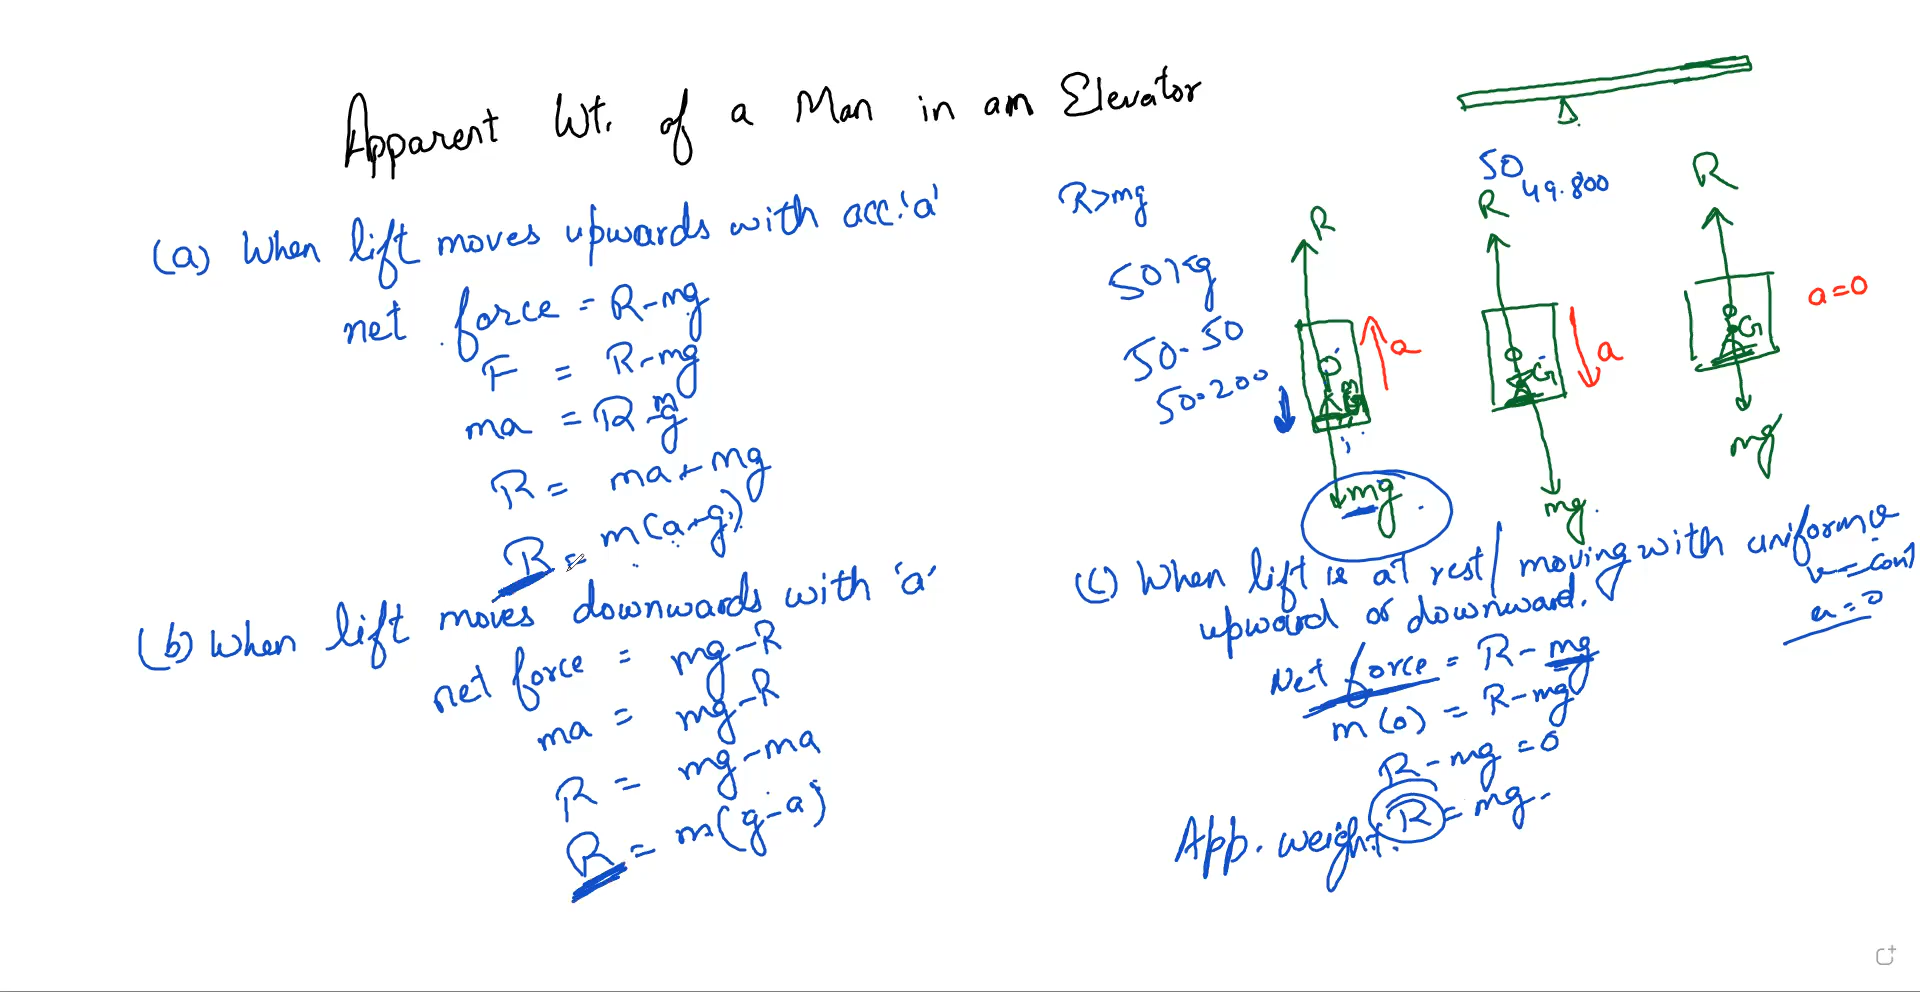 Apparent Wt. of a Man in an Elevator
(a) When lift moves upwards with acc. 'a'
net force = R-mg
F = R-mg
ma = R-mg
R = ma+mg
R = m(a+g)
(b) When lift moves downwards with 'a'
net force = mg-R
ma = mg-R
R = mg-ma
R = m(g-a)
R>mg
50kg
50.50
50.200
R
a
mg
50
49.800
R
G
a
mg
R
G
a=0
mg
(c) When lift is at rest/ moving with uniform v
upward or downward.
v=const
a=0
Net force = R-mg
m(0) = R-mg
R-mg=0
App. weight. R = mg.